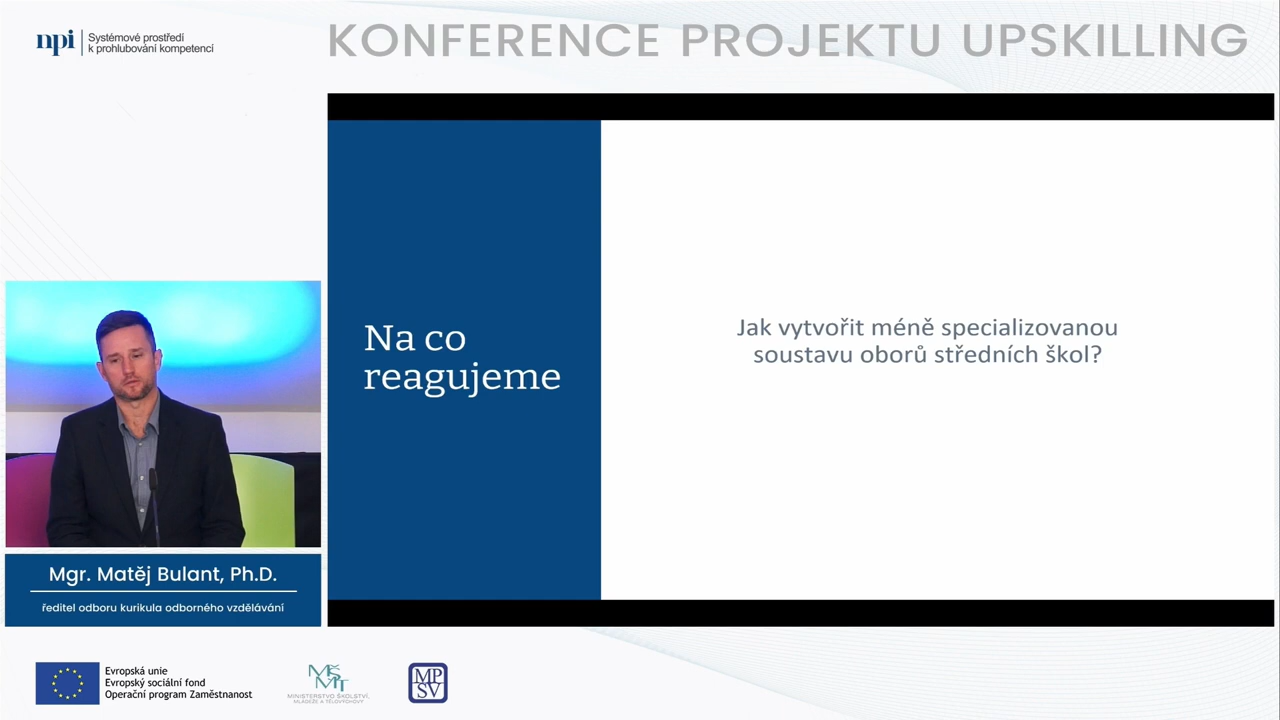 npi
Systémové prostředí
k prohlubování kompetencí
KONFERENCE PROJEKTU UPSKILLING
Na co
reagujeme
Jak vytvořit méně specializovanou
soustavu oborů středních škol?
Mgr. Matěj Bulant, Ph.D.
ředitel odboru kurikula odborného vzdělávání
Evropská unie
Evropský sociální fond
Operační program Zaměstnanost
MŠ
MT
MINISTERSTVO ŠKOLSTVÍ,
MLÁDEŽE A TĚLOVÝCHOVY
MP
SV